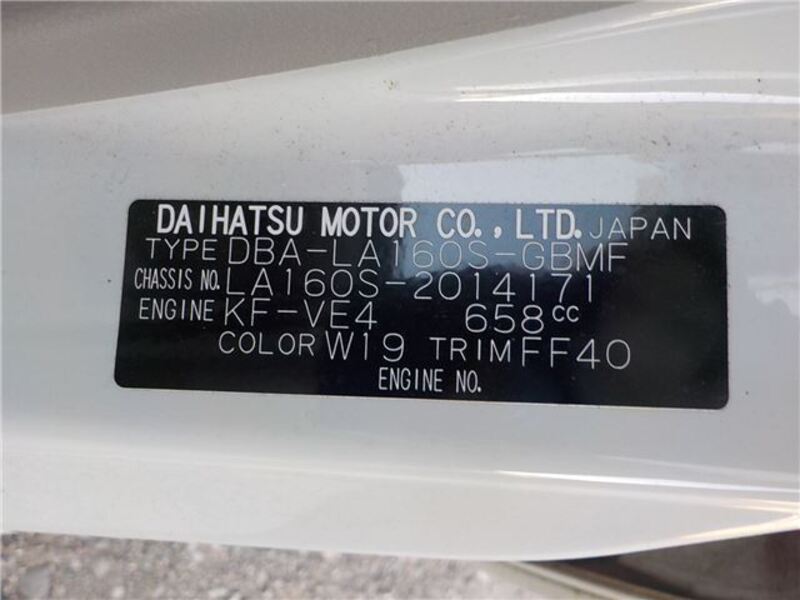 DAIHATSU MOTOR CO., LTD. JAPAN
TYPE DBA-LA160S-GBMF
CHASSIS NO. LA160S-2014171
ENGINE KF-VE4 658CC
COLOR W19 TRIM FF40
ENGINE NO.